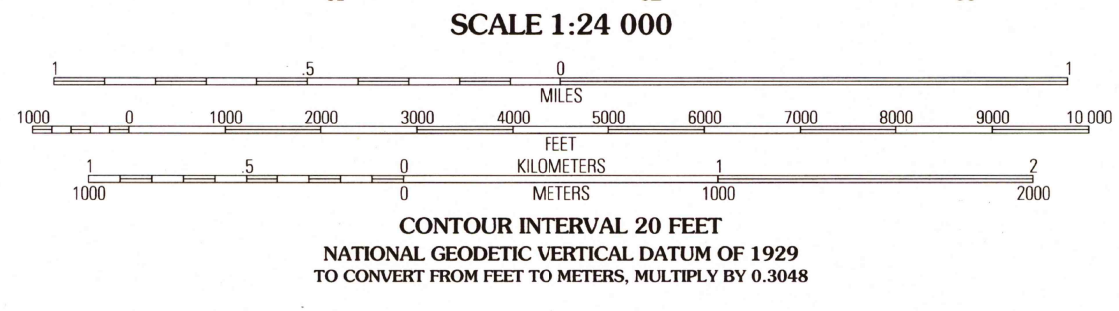 SCALE 1:24 000
1 .5 0 1
MILES
1000 0 1000 2000 3000 4000 5000 6000 7000 8000 9000 10 000
FEET
1 .5 0 KILOMETERS 1 2
1000 0 METERS 1000 2000
CONTOUR INTERVAL 20 FEET
NATIONAL GEODETIC VERTICAL DATUM OF 1929
TO CONVERT FROM FEET TO METERS, MULTIPLY BY 0.3048